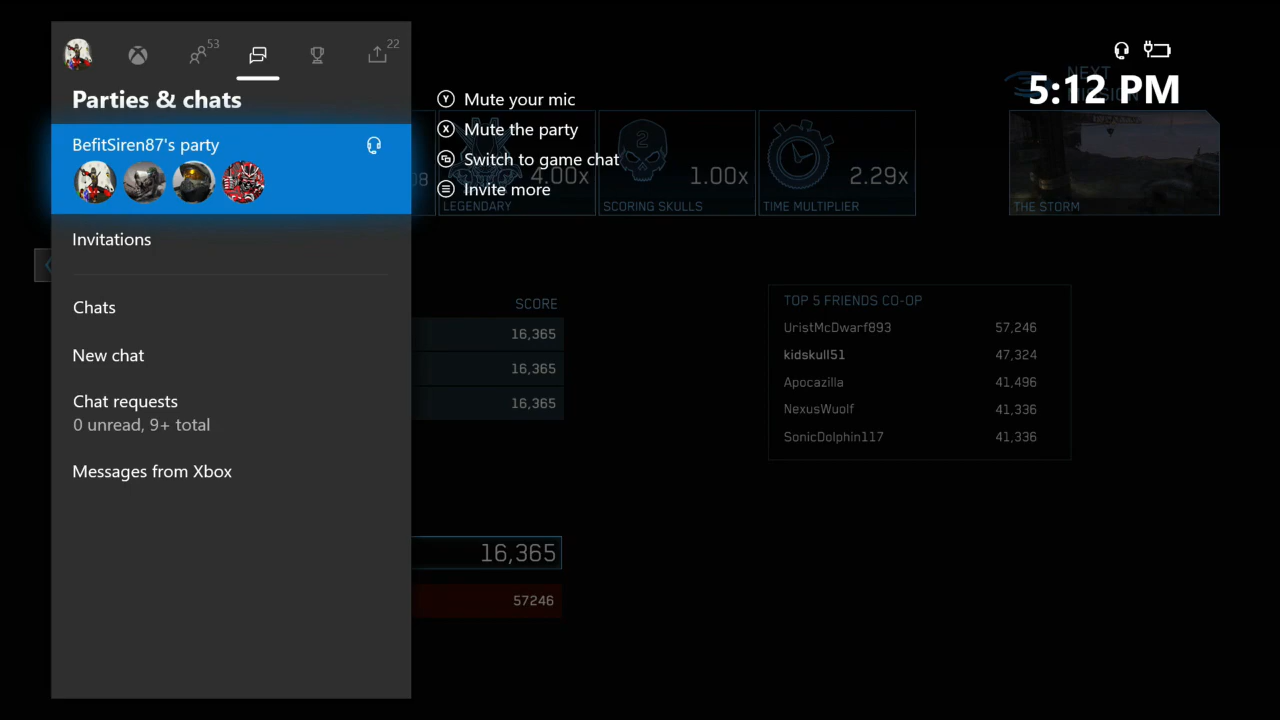 53
22
Parties & chats
BefitSiren87's party
Invitations
Chats
New chat
Chat requests
0 unread, 9+ total
Messages from Xbox
Y Mute your mic
X Mute the party
Switch to game chat
Invite more
5:12 PM
NEXT
MISSION
08
4.00x
LEGENDARY
2
1.00x
SCORING SKULLS
2.29x
TIME MULTIPLIER
THE STORM
SCORE
16,365
16,365
16,365
16,365
57246
TOP 5 FRIENDS CO-OP
UristMcDwarf893 57,246
kidskull51 47,324
Apocazilla 41,496
NexusWuolf 41,336
SonicDolphin117 41,336